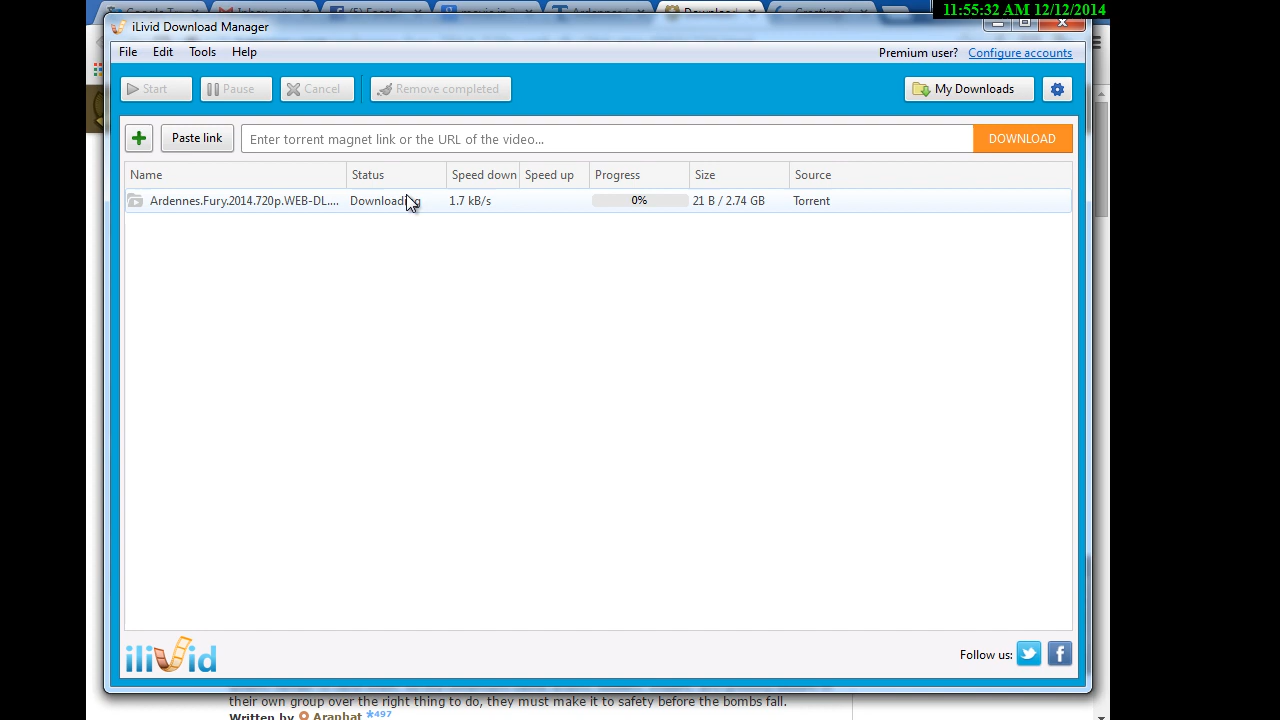 11:55:32 AM 12/12/2014
iLivid Download Manager
File Edit Tools Help Premium user? Configure accounts
Start Pause Cancel Remove completed My Downloads
Paste link Enter torrent magnet link or the URL of the video... DOWNLOAD
Name Status Speed down Speed up Progress Size Source
Ardennes.Fury.2014.720p.WEB-DL.... Downloading 1.7 kB/s 0% 21 B / 2.74 GB Torrent
ilivid Follow us:
their own group over the right thing to do, they must make it to safety before the bombs fall.
Written by Araphat *497